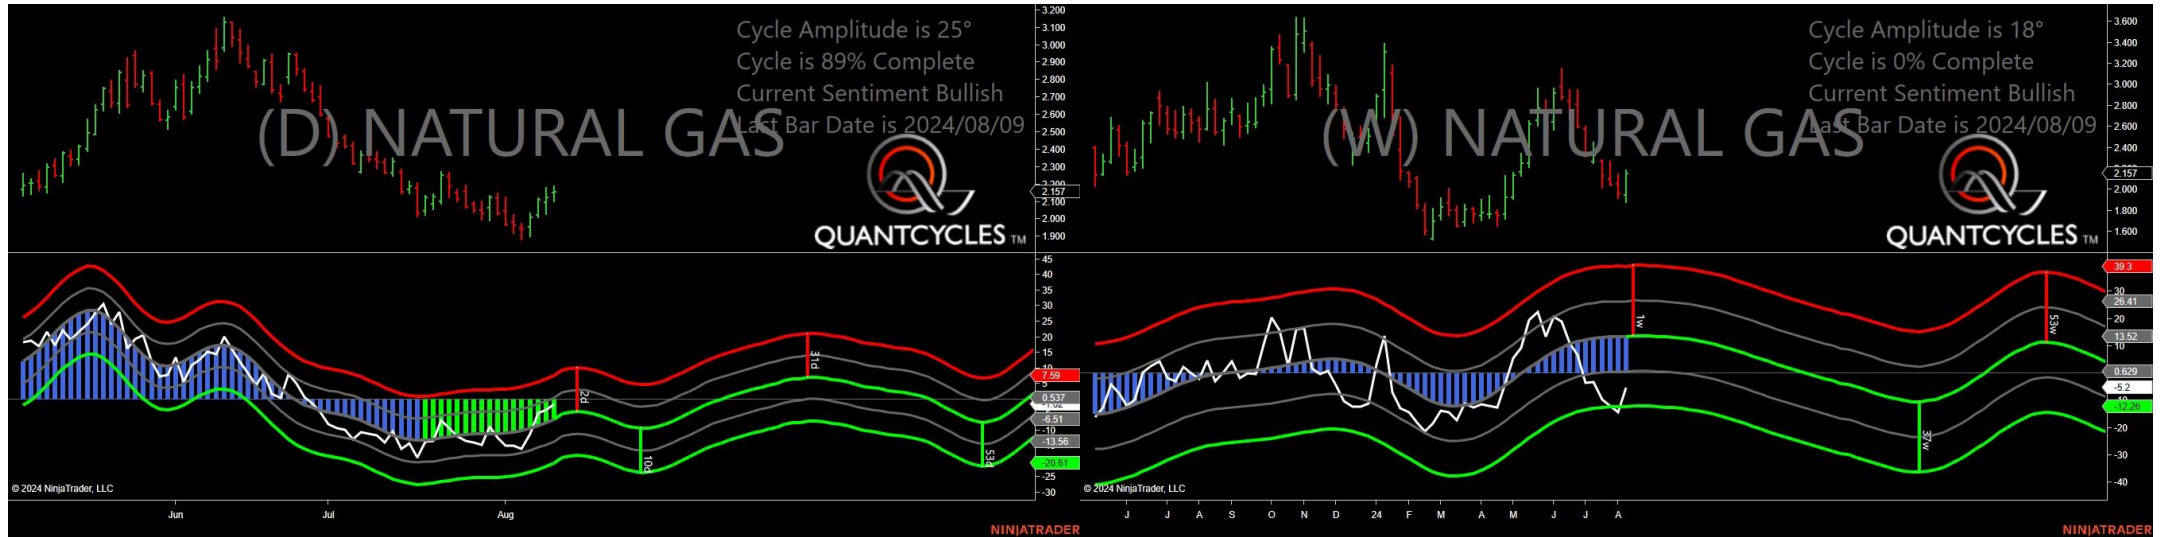 Cycle Amplitude is 25°
Cycle is 89% Complete
Current Sentiment Bullish
Last Bar Date is 2024/08/09
(D) NATURAL GAS
QUANTCYCLES TM
3.200
3.100
3.000
2.900
2.800
2.700
2.600
2.500
2.400
2.300
2.200
2.157
2.100
2.000
1.900
45
40
35
30
25
20
15
10
7.59
5
0.537
-6.51
-10
-13.56
-20.61
-25
-30
2d
10d
31d
53d
© 2024 NinjaTrader, LLC
Jun
Jul
Aug
NINJATRADER
Cycle Amplitude is 18°
Cycle is 0% Complete
Current Sentiment Bullish
Last Bar Date is 2024/08/09
(W) NATURAL GAS
QUANTCYCLES TM
3.600
3.400
3.200
3.000
2.800
2.600
2.400
2.157
2.000
1.800
1.600
39.3
30
26.41
20
13.52
10
0.629
-5.2
-12.26
-20
-30
-40
1w
37w
53w
© 2024 NinjaTrader, LLC
J J A S O N D 24 F M A M J J A
NINJATRADER